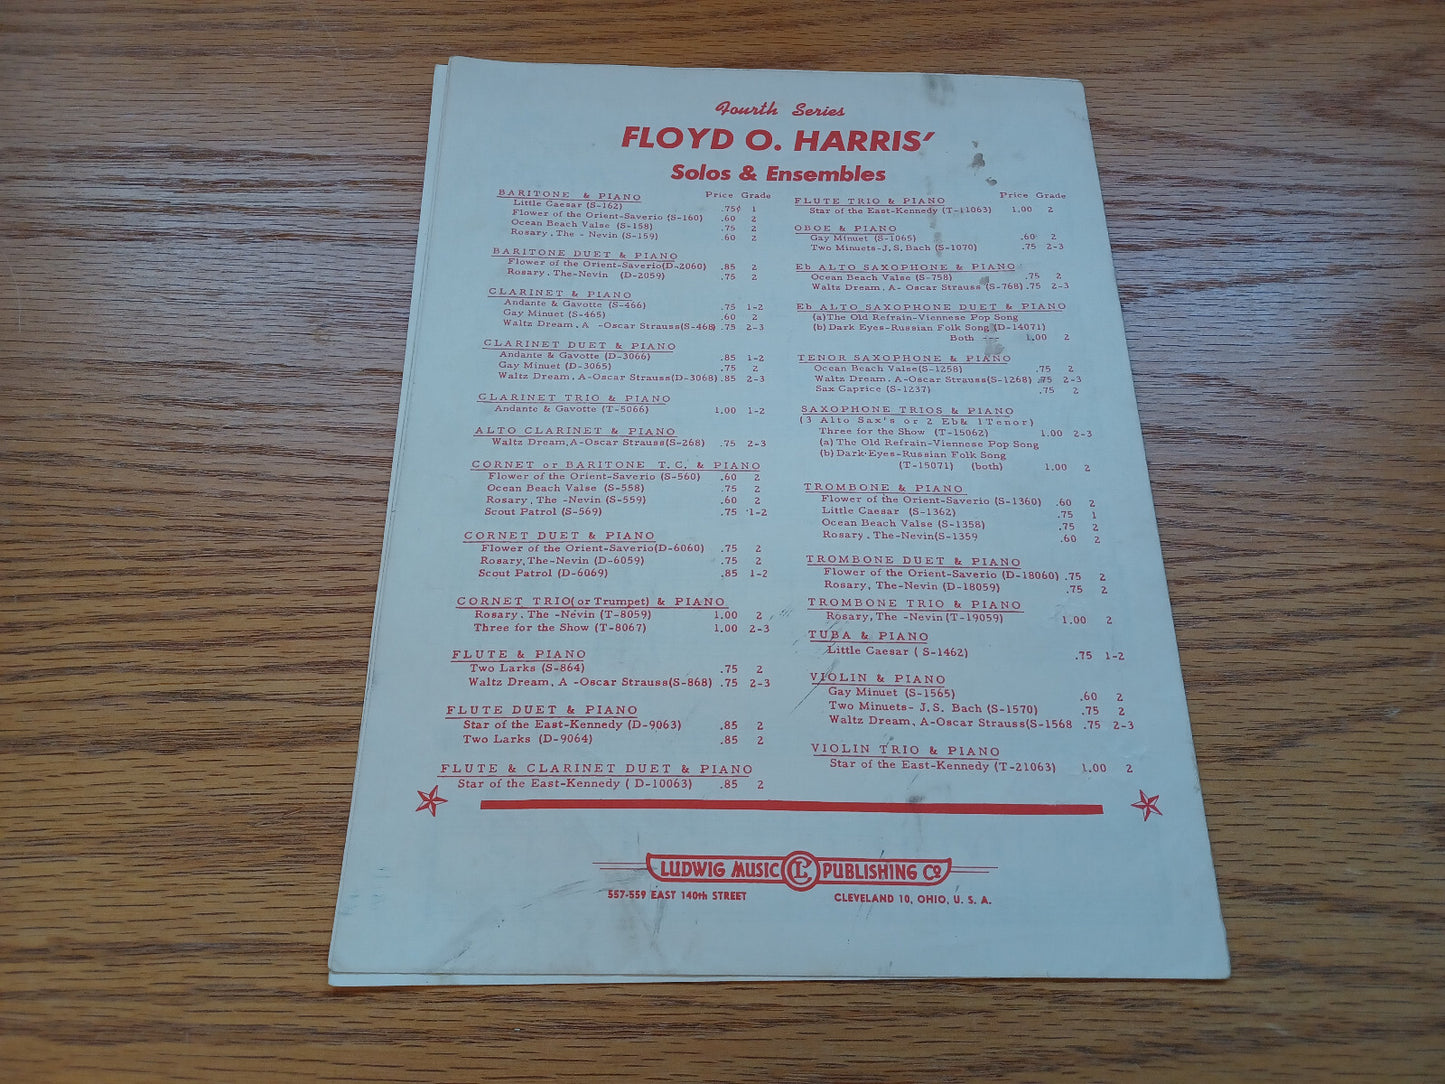 Fourth Series
FLOYD O. HARRIS'
Solos & Ensembles
Price Grade
BARITONE & PIANO
Little Caesar (S-162) .75¢ 1
Flower of the Orient-Saverio (S-160) .60 2
Ocean Beach Valse (S-158) .75 2
Rosary, The - Nevin (S-159) .60 2
BARITONE DUET & PIANO
Flower of the Orient-Saverio(D-2060) .85 2
Rosary, The-Nevin (D-2059) .75 2
CLARINET & PIANO
Andante & Gavotte (S-466) .75 1-2
Gay Minuet (S-465) .60 2
Waltz Dream, A -Oscar Strauss(S-468) .75 2-3
CLARINET DUET & PIANO
Andante & Gavotte (D-3066) .85 1-2
Gay Minuet (D-3065) .75 2
Waltz Dream, A-Oscar Strauss(D-3068) .85 2-3
CLARINET TRIO & PIANO
Andante & Gavotte (T-5066) 1.00 1-2
ALTO CLARINET & PIANO
Waltz Dream,A-Oscar Strauss(S-268) .75 2-3
CORNET or BARITONE T.C. & PIANO
Flower of the Orient-Saverio (S-560) .60 2
Ocean Beach Valse (S-558) .75 2
Rosary, The -Nevin (S-559) .60 2
Scout Patrol (S-569) .75 1-2
CORNET DUET & PIANO
Flower of the Orient-Saverio(D-6060) .75 2
Rosary,The-Nevin (D-6059) .75 2
Scout Patrol (D-6069) .85 1-2
CORNET TRIO(or Trumpet) & PIANO
Rosary, The -Nevin (T-8059) 1.00 2
Three for the Show (T-8067) 1.00 2-3
FLUTE & PIANO
Two Larks (S-864) .75 2
Waltz Dream, A -Oscar Strauss(S-868) .75 2-3
FLUTE DUET & PIANO
Star of the East-Kennedy (D-9063) .85 2
Two Larks (D-9064) .85 2
FLUTE & CLARINET DUET & PIANO
Star of the East-Kennedy ( D-10063) .85 2
Price Grade
FLUTE TRIO & PIANO
Star of the East-Kennedy (T-11063) 1.00 2
OBOE & PIANO
Gay Minuet (S-1065) .60 2
Two Minuets-J.S. Bach (S-1070) .75 2-3
Eb ALTO SAXOPHONE & PIANO
Ocean Beach Valse (S-758) .75 2
Waltz Dream, A- Oscar Strauss (S-768) .75 2-3
Eb ALTO SAXOPHONE DUET & PIANO
(a)The Old Refrain-Viennese Pop Song
(b) Dark Eyes-Russian Folk Song (D-14071)
Both --- 1.00 2
TENOR SAXOPHONE & PIANO
Ocean Beach Valse(S-1258) .75 2
Waltz Dream, A-Oscar Strauss(S-1268) .75 2-3
Sax Caprice (S-1237) .75 2
SAXOPHONE TRIOS & PIANO
(3 Alto Sax's or 2 Eb& 1Tenor)
Three for the Show (T-15062) 1.00 2-3
(a) The Old Refrain-Viennese Pop Song
(b) Dark Eyes-Russian Folk Song
(T-15071) (both) 1.00 2
TROMBONE & PIANO
Flower of the Orient-Saverio (S-1360) .60 2
Little Caesar (S-1362) .75 1
Ocean Beach Valse (S-1358) .75 2
Rosary, The-Nevin(S-1359 .60 2
TROMBONE DUET & PIANO
Flower of the Orient-Saverio (D-18060) .75 2
Rosary, The-Nevin (D-18059) .75 2
TROMBONE TRIO & PIANO
Rosary, The -Nevin (T-19059) 1.00 2
TUBA & PIANO
Little Caesar ( S-1462) .75 1-2
VIOLIN & PIANO
Gay Minuet (S-1565) .60 2
Two Minuets- J.S. Bach (S-1570) .75 2
Waltz Dream, A-Oscar Strauss(S-1568 .75 2-3
VIOLIN TRIO & PIANO
Star of the East-Kennedy (T-21063) 1.00 2
LUDWIG MUSIC CL PUBLISHING Co
557-559 EAST 140th STREET CLEVELAND 10, OHIO, U. S. A.